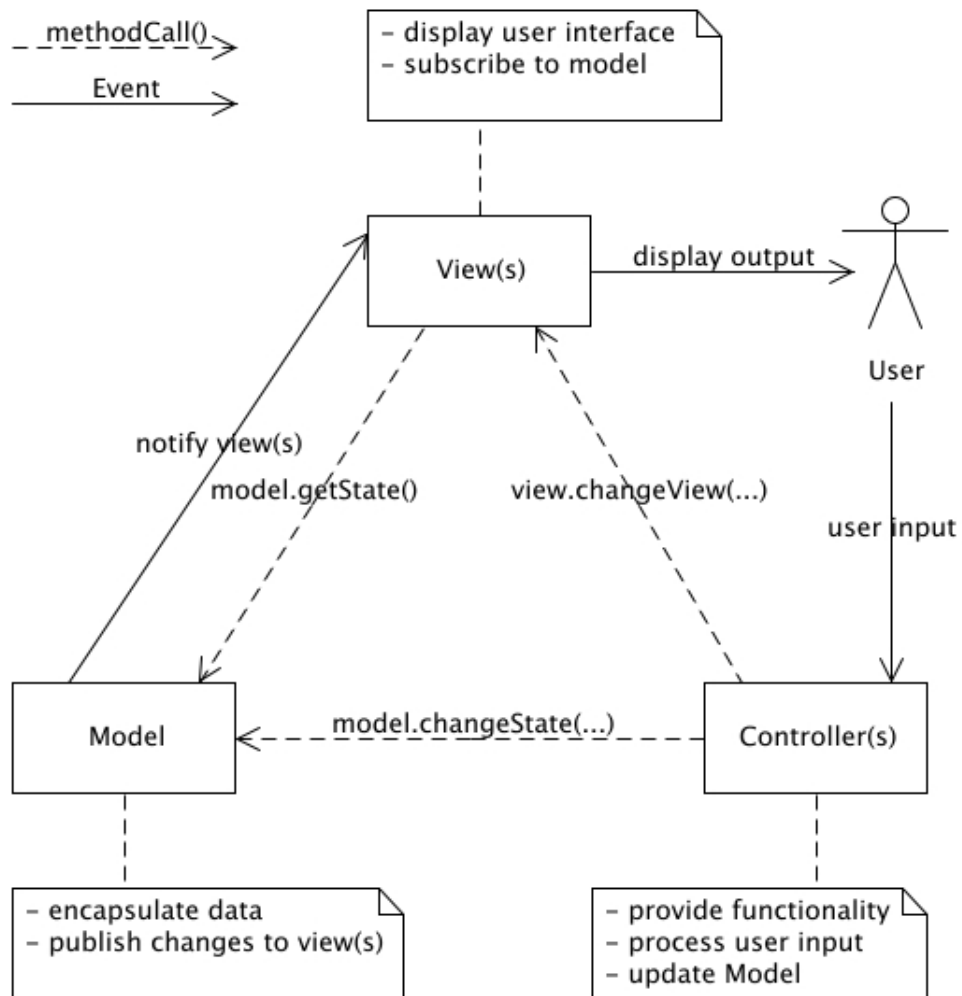 methodCall()
Event
– display user interface
– subscribe to model
View(s)
display output
User
notify view(s)
model.getState()
view.changeView(...)
user input
Model
model.changeState(...)
Controller(s)
– encapsulate data
– publish changes to view(s)
– provide functionality
– process user input
– update Model